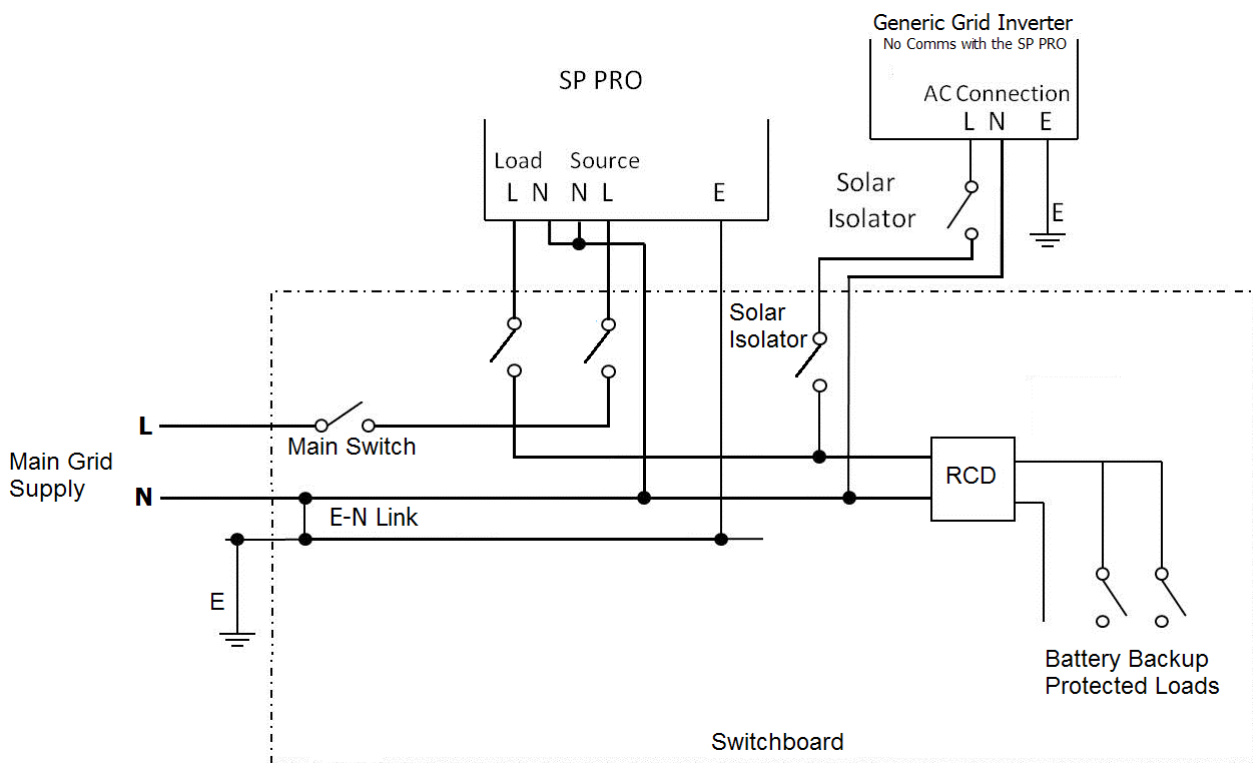 Generic Grid Inverter
No Comms with the SP PRO
AC Connection
L N E
SP PRO
Load Source
L N N L E
Solar
Isolator
E
Solar
Isolator
L
Main Switch
Main Grid
Supply
N
E-N Link
RCD
E
Battery Backup
Protected Loads
Switchboard